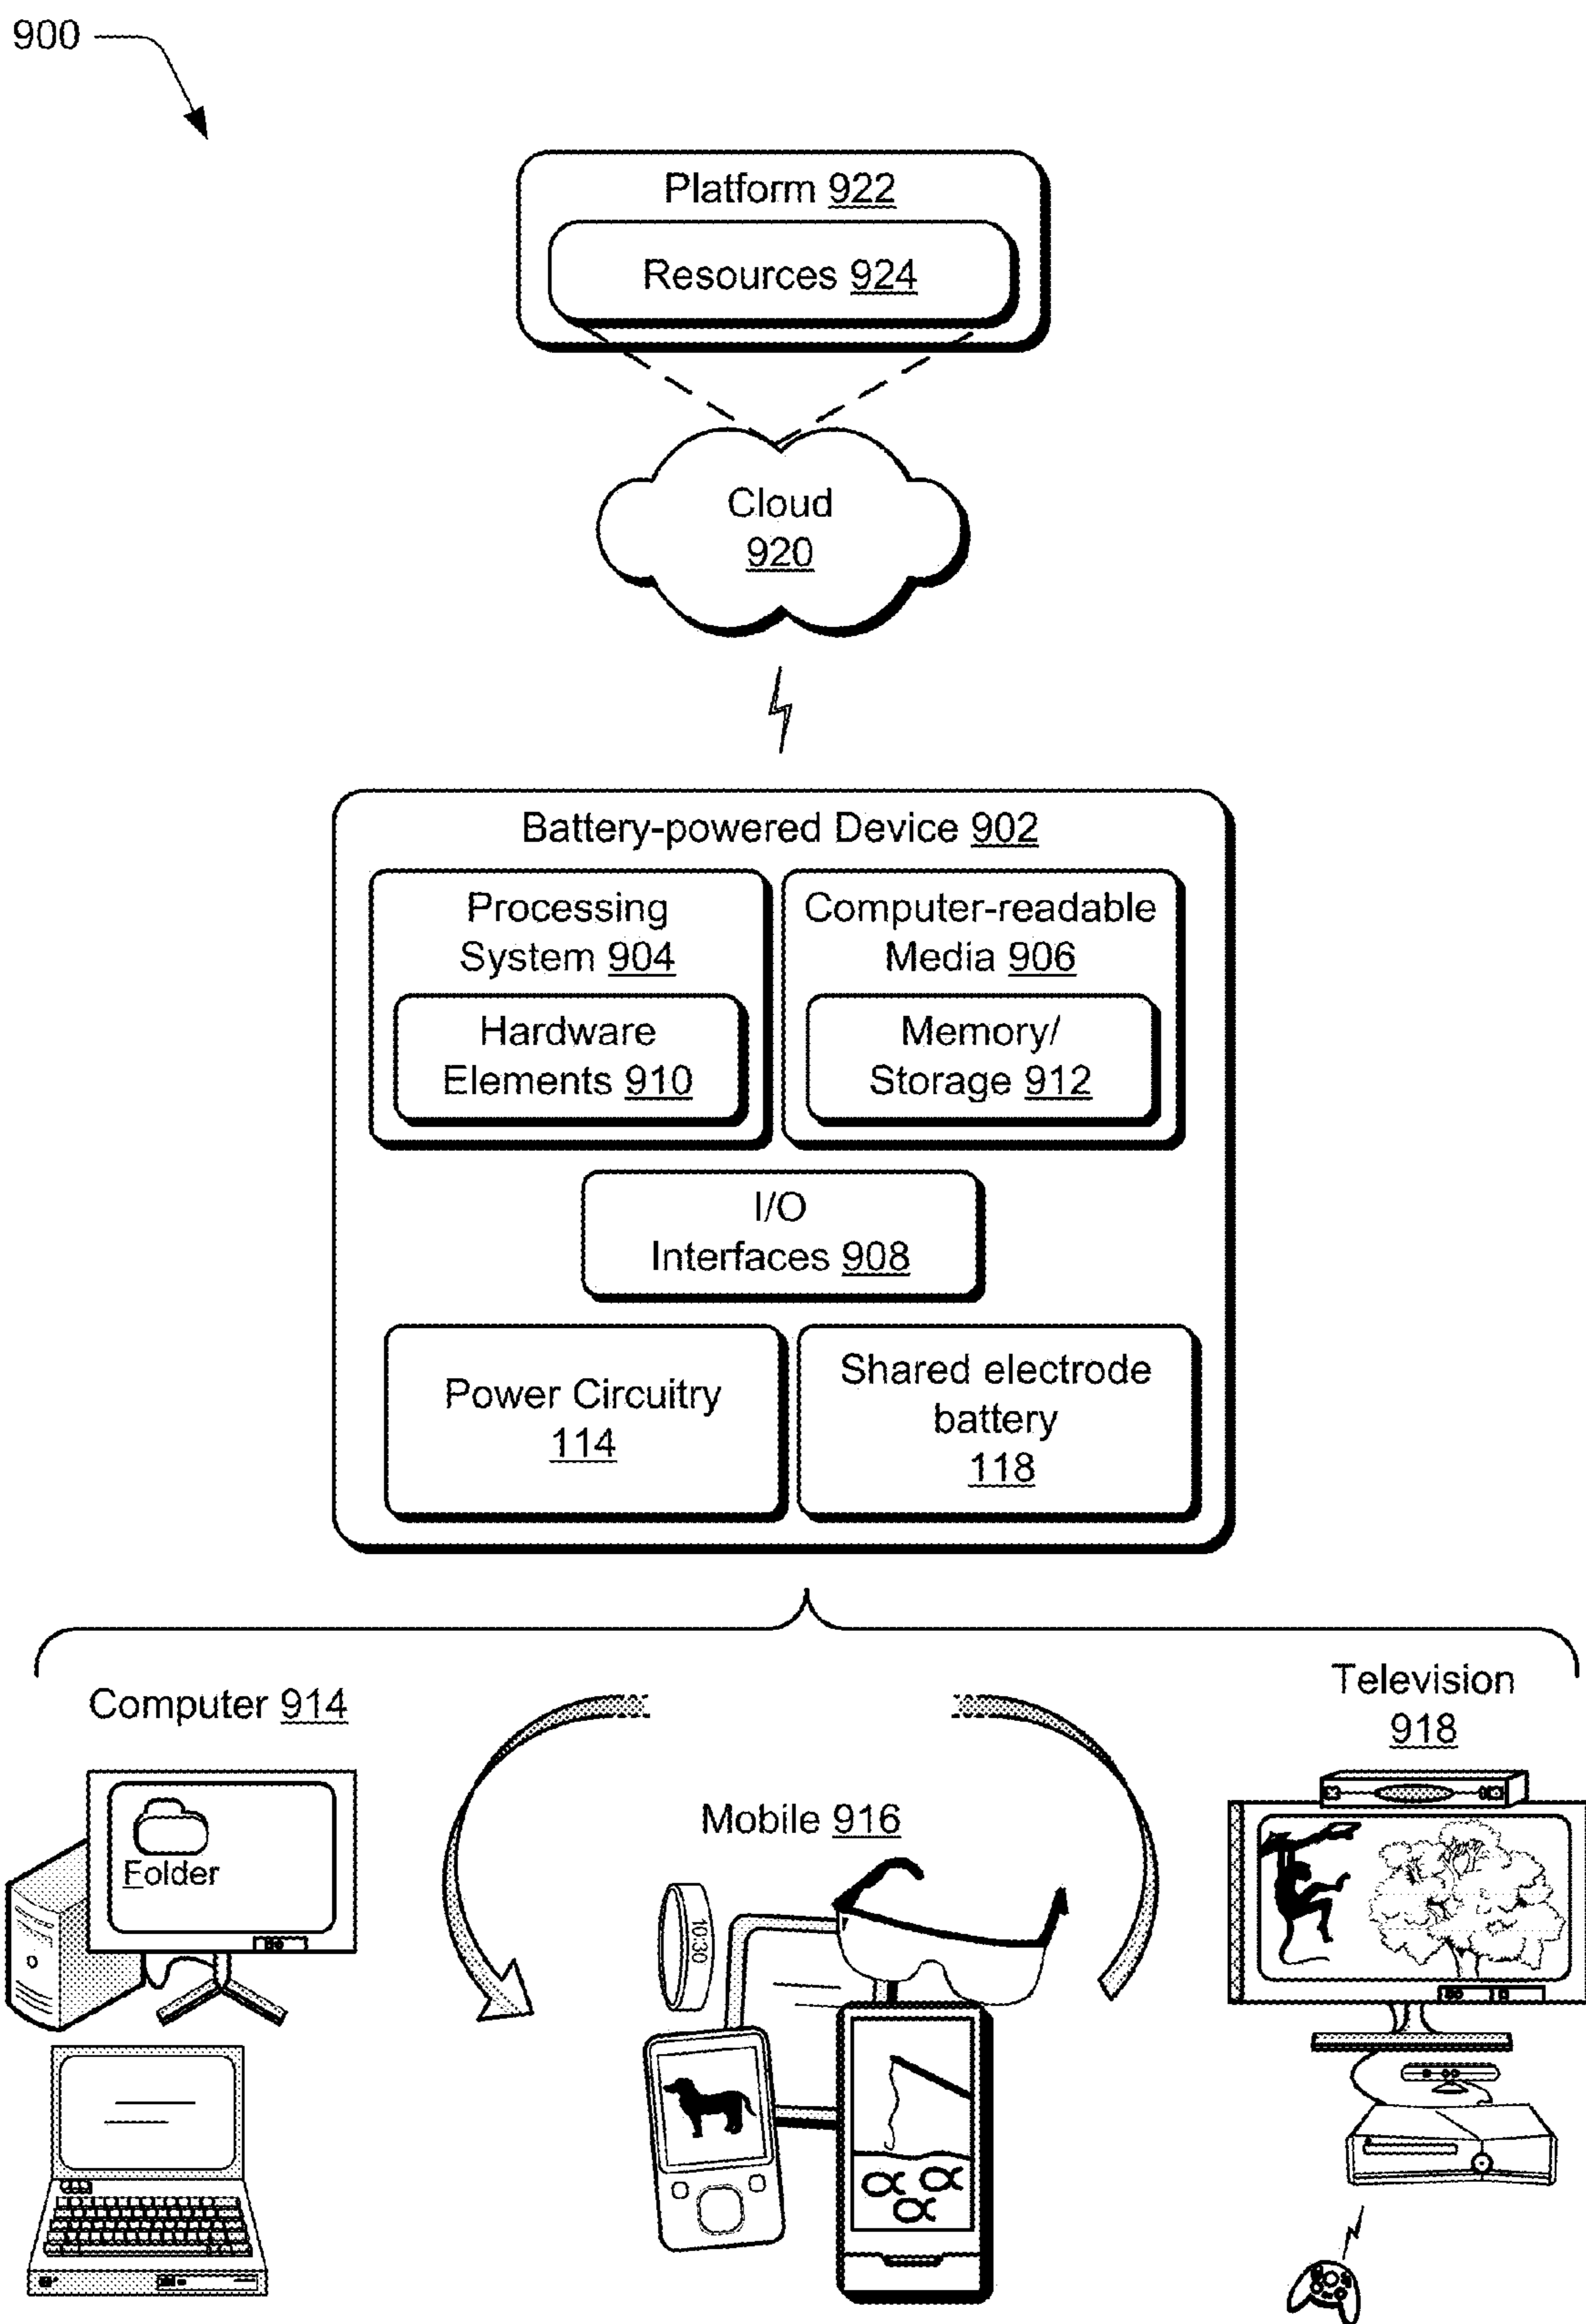 900
Platform 922
Resources 924
Cloud
920
Battery-powered Device 902
Processing
System 904
Hardware
Elements 910
Computer-readable
Media 906
Memory/
Storage 912
I/O
Interfaces 908
Power Circuitry
114
Shared electrode
battery
118
Computer 914
Folder
Mobile 916
10:30
Television
918